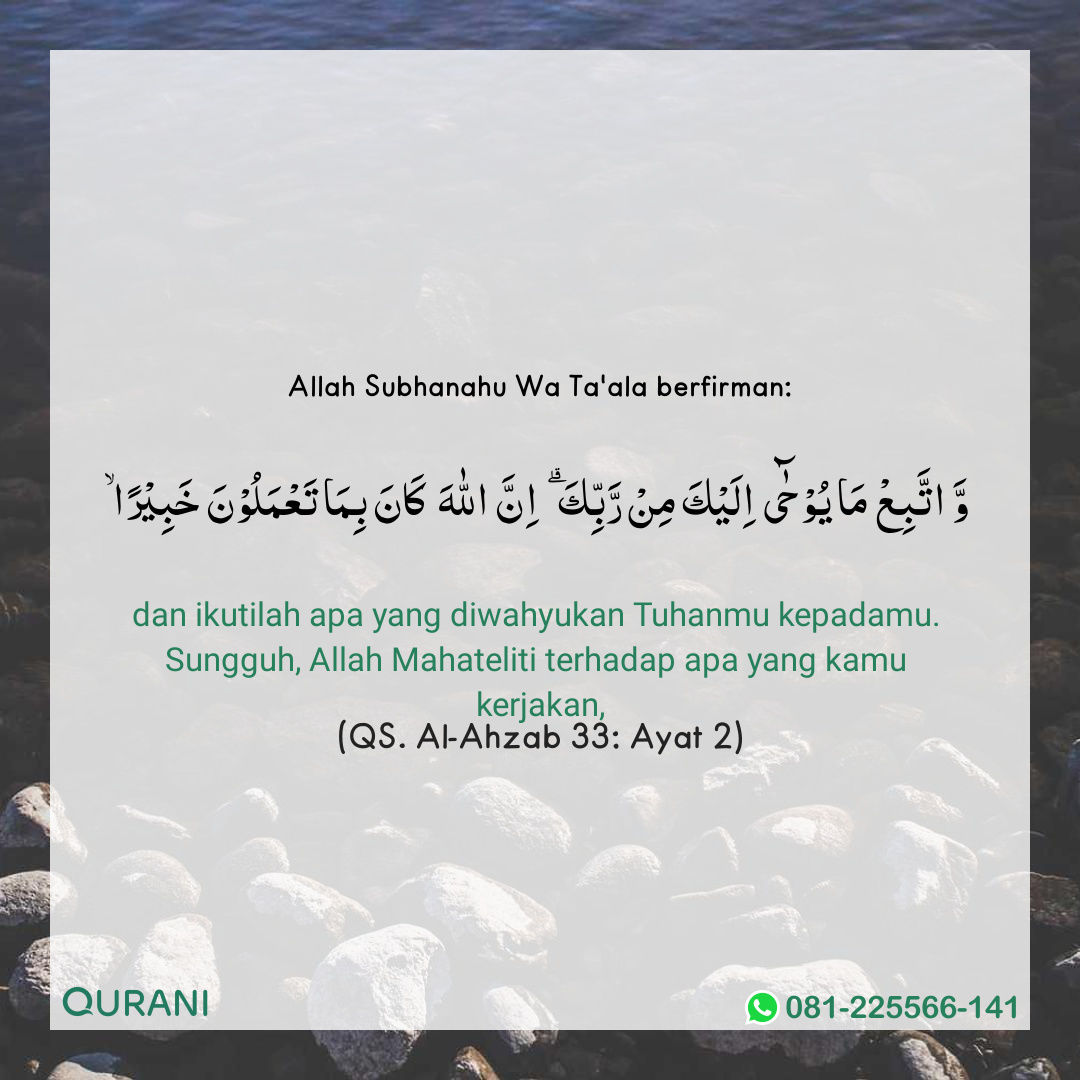 Allah Subhanahu Wa Ta'ala berfirman:
وَّ اتَّبِعْ مَا يُوْحٰۤى اِلَيْكَ مِنْ رَّبِّكَ ۗ اِنَّ اللّٰهَ كَانَ بِمَا تَعْمَلُوْنَ خَبِيْرًا ۙ
dan ikutilah apa yang diwahyukan Tuhanmu kepadamu.
Sungguh, Allah Mahateliti terhadap apa yang kamu
kerjakan,
(QS. Al-Ahzab 33: Ayat 2)
QURANI
081-225566-141